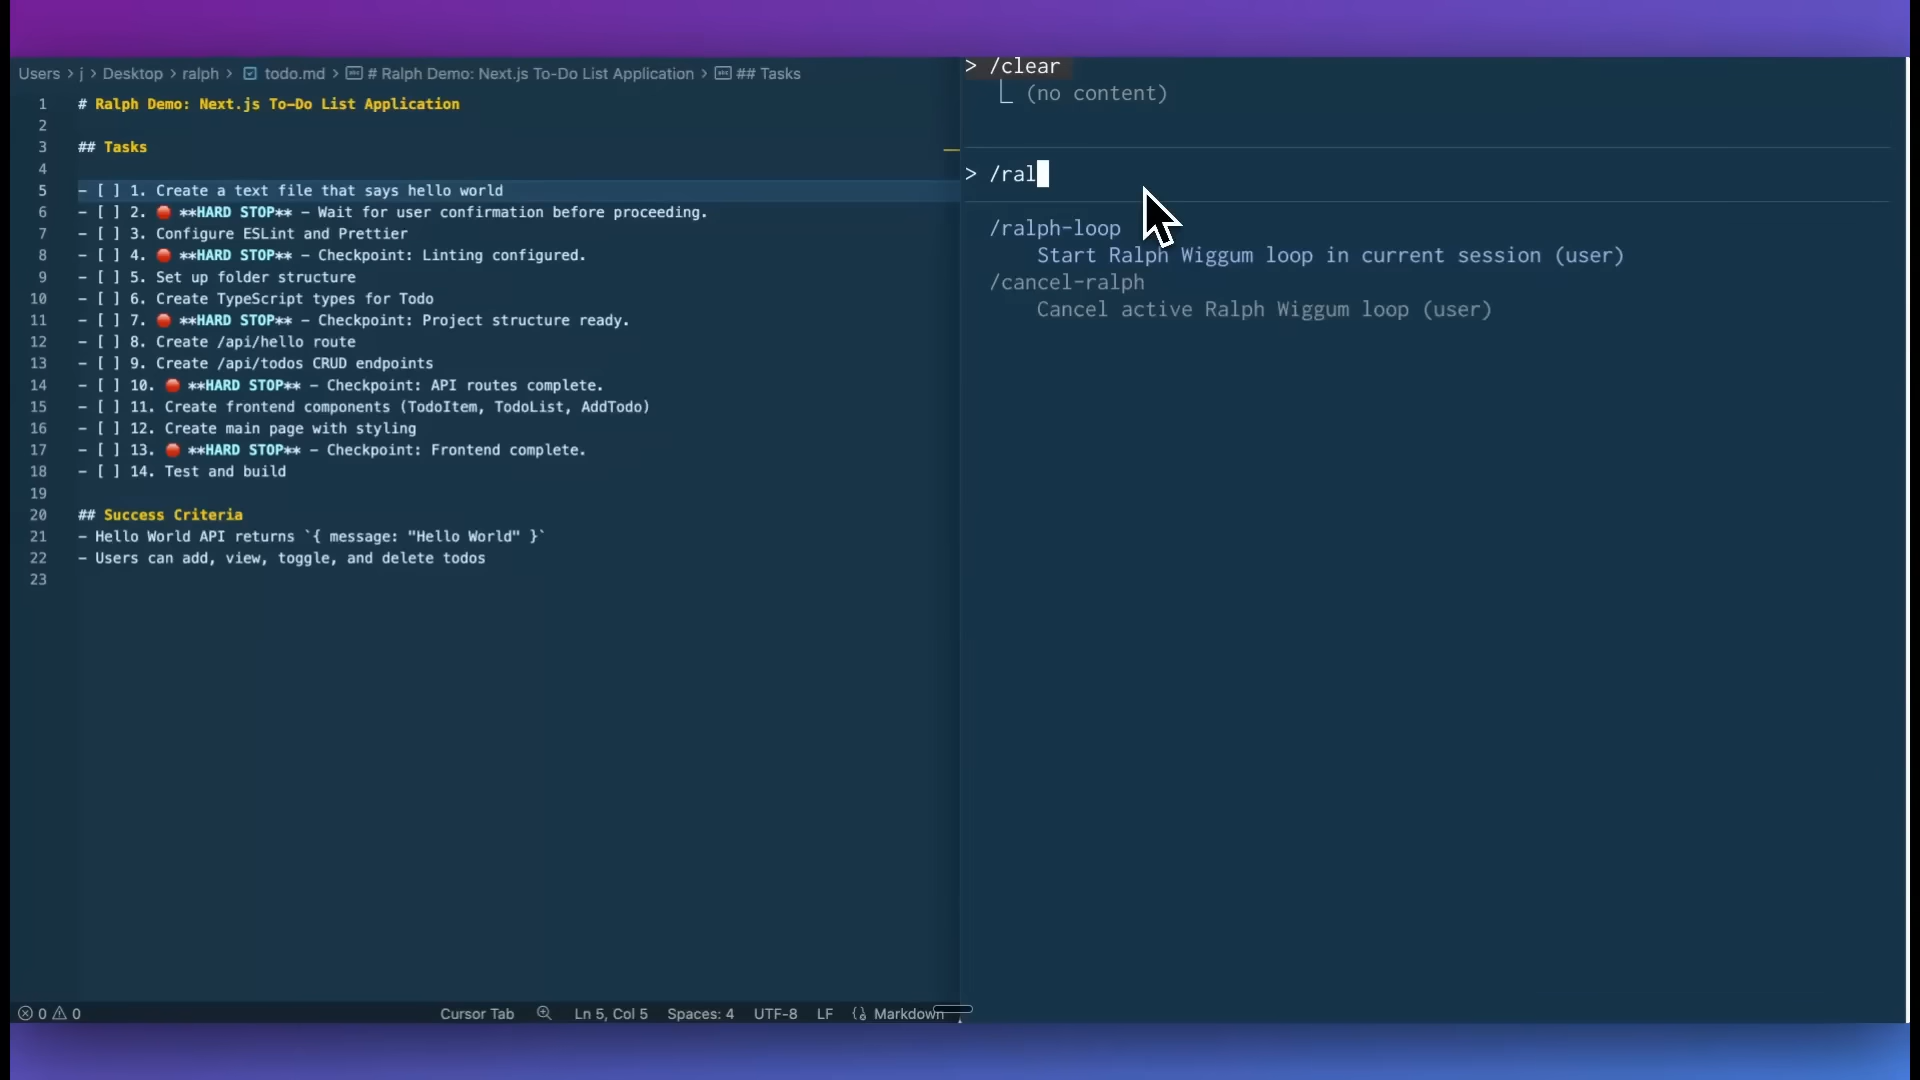 Users > j > Desktop > ralph > todo.md > # Ralph Demo: Next.js To-Do List Application > ## Tasks
1 # Ralph Demo: Next.js To-Do List Application
2
3 ## Tasks
4
5 - [ ] 1. Create a text file that says hello world
6 - [ ] 2. 🛑 **HARD STOP** - Wait for user confirmation before proceeding.
7 - [ ] 3. Configure ESLint and Prettier
8 - [ ] 4. 🛑 **HARD STOP** - Checkpoint: Linting configured.
9 - [ ] 5. Set up folder structure
10 - [ ] 6. Create TypeScript types for Todo
11 - [ ] 7. 🛑 **HARD STOP** - Checkpoint: Project structure ready.
12 - [ ] 8. Create /api/hello route
13 - [ ] 9. Create /api/todos CRUD endpoints
14 - [ ] 10. 🛑 **HARD STOP** - Checkpoint: API routes complete.
15 - [ ] 11. Create frontend components (TodoItem, TodoList, AddTodo)
16 - [ ] 12. Create main page with styling
17 - [ ] 13. 🛑 **HARD STOP** - Checkpoint: Frontend complete.
18 - [ ] 14. Test and build
19
20 ## Success Criteria
21 - Hello World API returns `{ message: "Hello World" }`
22 - Users can add, view, toggle, and delete todos
23
0 0 Cursor Tab Ln 5, Col 5 Spaces: 4 UTF-8 LF {} Markdown
> /clear
(no content)
> /ral
/ralph-loop
Start Ralph Wiggum loop in current session (user)
/cancel-ralph
Cancel active Ralph Wiggum loop (user)